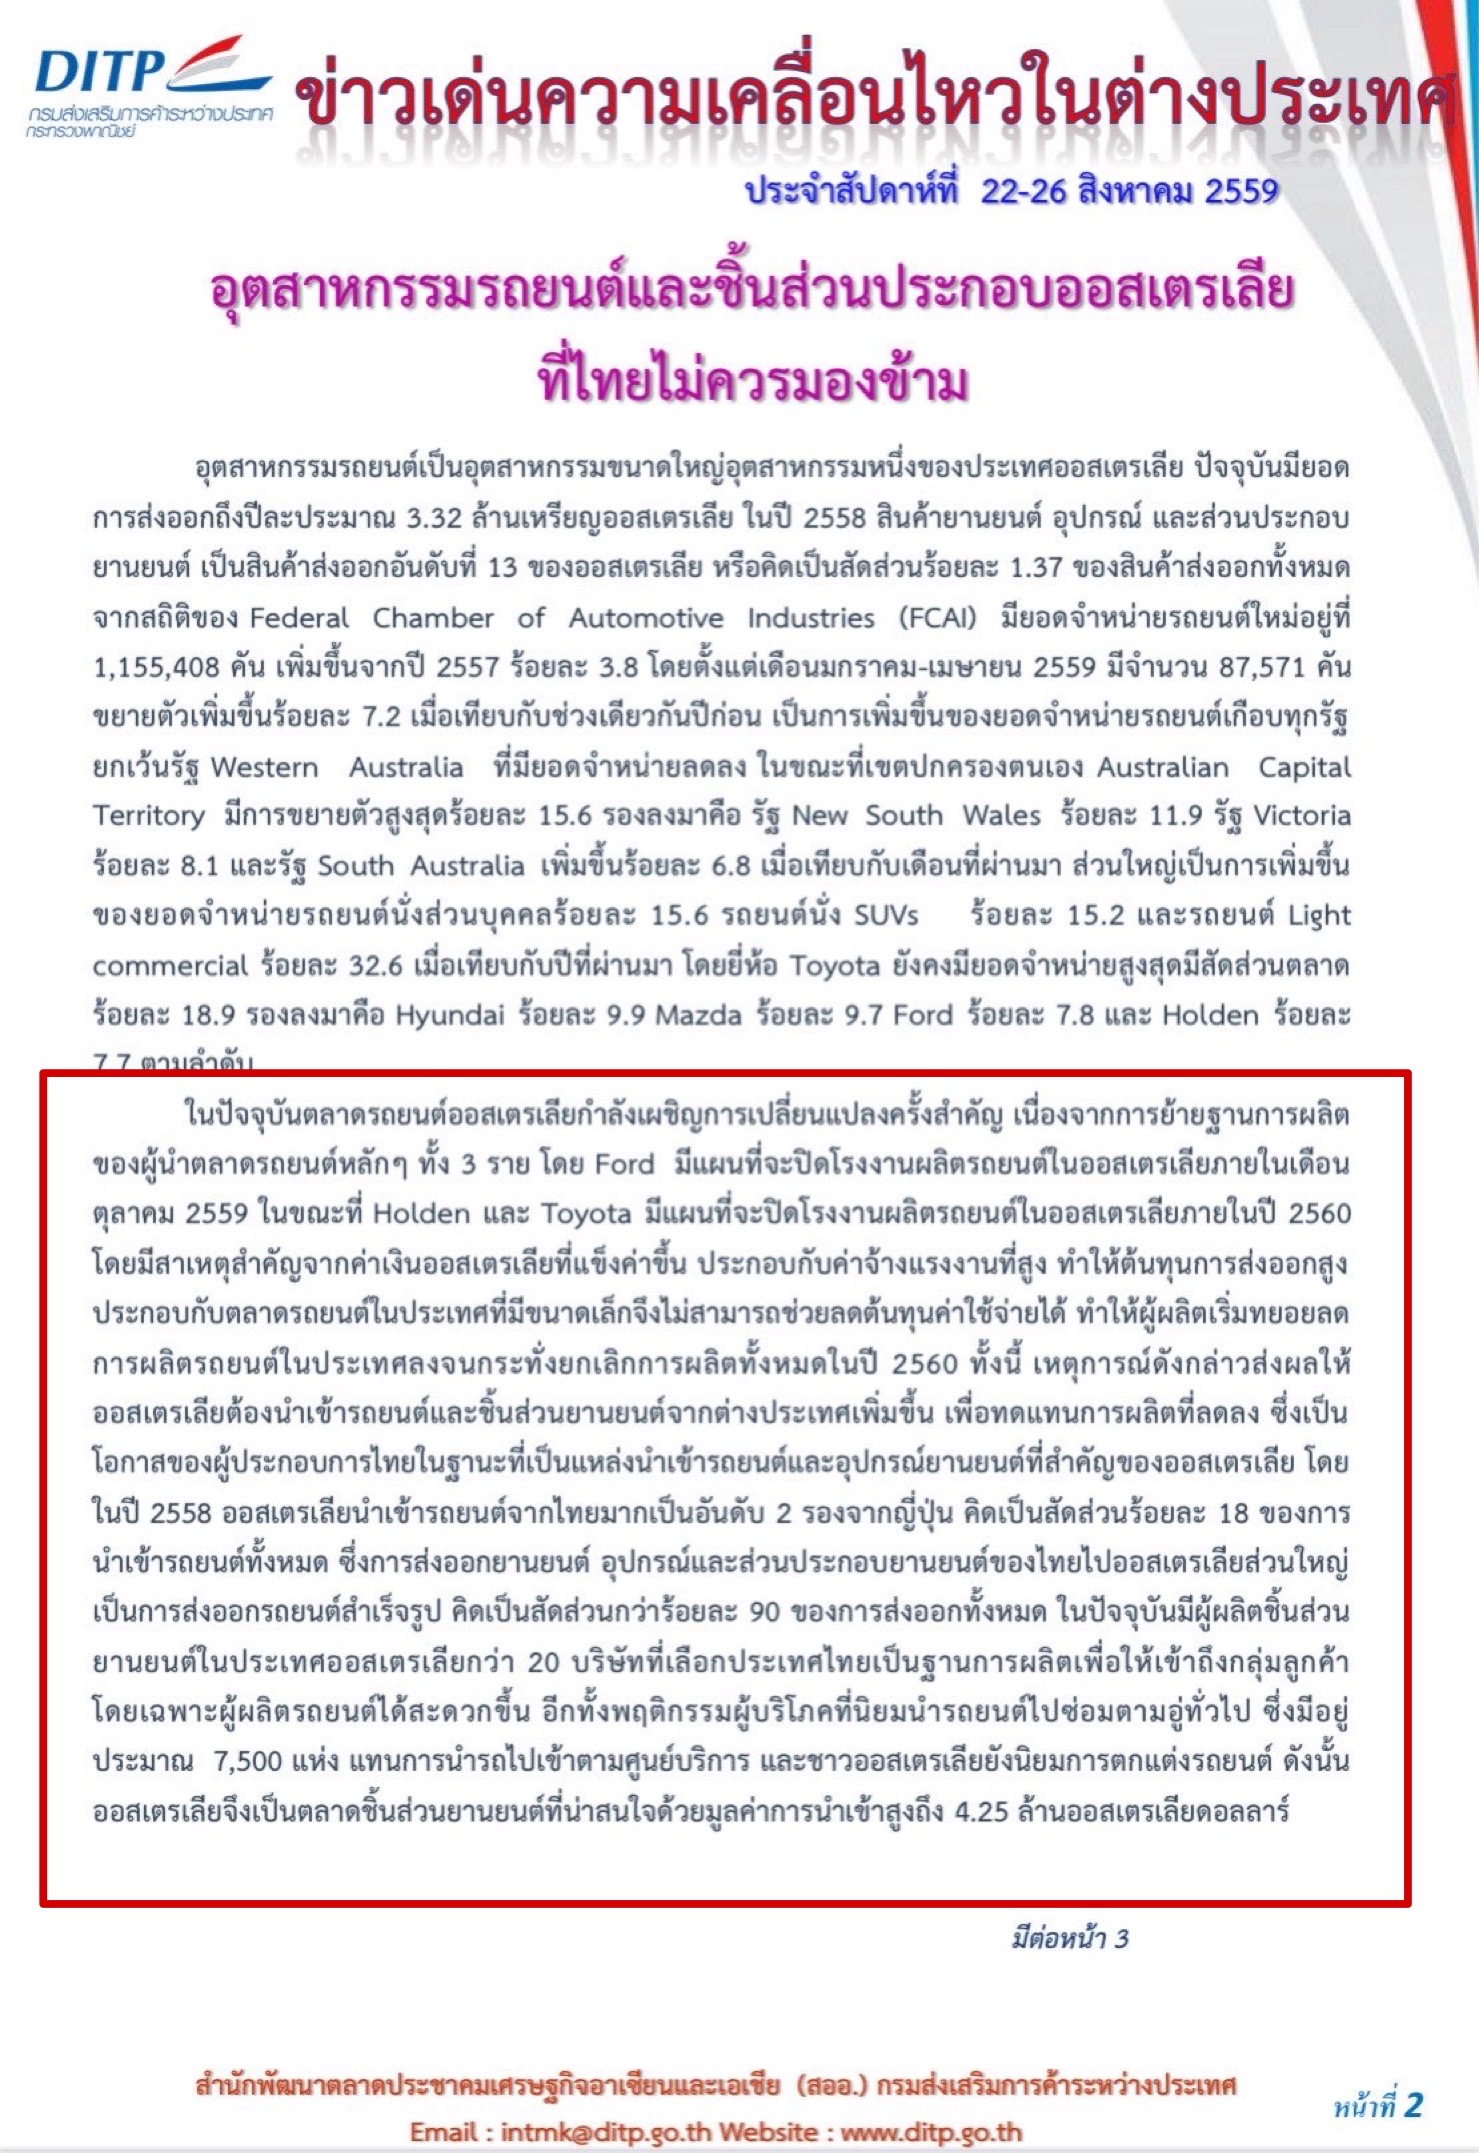 DITP
กรมส่งเสริมการค้าระหว่างประเทศ
กระทรวงพาณิชย์
ข่าวเด่นความเคลื่อนไหวในต่างประเทศ
ประจำสัปดาห์ที่ 22-26 สิงหาคม 2559
อุตสาหกรรมรถยนต์และชิ้นส่วนประกอบออสเตรเลีย
ที่ไทยไม่ควรมองข้าม
อุตสาหกรรมรถยนต์เป็นอุตสาหกรรมขนาดใหญ่อุตสาหกรรมหนึ่งของประเทศออสเตรเลีย ปัจจุบันมียอด
การส่งออกถึงปีละประมาณ 3.32 ล้านเหรียญออสเตรเลีย ในปี 2558 สินค้ายานยนต์ อุปกรณ์ และส่วนประกอบ
ยานยนต์ เป็นสินค้าส่งออกอันดับที่ 13 ของออสเตรเลีย หรือคิดเป็นสัดส่วนร้อยละ 1.37 ของสินค้าส่งออกทั้งหมด
จากสถิติของ Federal Chamber of Automotive Industries (FCAI) มียอดจำหน่ายรถยนต์ใหม่อยู่ที่
1,155,408 คัน เพิ่มขึ้นจากปี 2557 ร้อยละ 3.8 โดยตั้งแต่เดือนมกราคม-เมษายน 2559 มีจำนวน 87,571 คัน
ขยายตัวเพิ่มขึ้นร้อยละ 7.2 เมื่อเทียบกับช่วงเดียวกันปีก่อน เป็นการเพิ่มขึ้นของยอดจำหน่ายรถยนต์เกือบทุกรัฐ
ยกเว้นรัฐ Western Australia ที่มียอดจำหน่ายลดลง ในขณะที่เขตปกครองตนเอง Australian Capital
Territory มีการขยายตัวสูงสุดร้อยละ 15.6 รองลงมาคือ รัฐ New South Wales ร้อยละ 11.9 รัฐ Victoria
ร้อยละ 8.1 และรัฐ South Australia เพิ่มขึ้นร้อยละ 6.8 เมื่อเทียบกับเดือนที่ผ่านมา ส่วนใหญ่เป็นการเพิ่มขึ้น
ของยอดจำหน่ายรถยนต์นั่งส่วนบุคคลร้อยละ 15.6 รถยนต์นั่ง SUVs ร้อยละ 15.2 และรถยนต์ Light
commercial ร้อยละ 32.6 เมื่อเทียบกับปีที่ผ่านมา โดยยี่ห้อ Toyota ยังคงมียอดจำหน่ายสูงสุดมีสัดส่วนตลาด
ร้อยละ 18.9 รองลงมาคือ Hyundai ร้อยละ 9.9 Mazda ร้อยละ 9.7 Ford ร้อยละ 7.8 และ Holden ร้อยละ
7.7 ตามลำดับ
ในปัจจุบันตลาดรถยนต์ออสเตรเลียกำลังเผชิญการเปลี่ยนแปลงครั้งสำคัญ เนื่องจากการย้ายฐานการผลิต
ของผู้นำตลาดรถยนต์หลักๆ ทั้ง 3 ราย โดย Ford มีแผนที่จะปิดโรงงานผลิตรถยนต์ในออสเตรเลียภายในเดือน
ตุลาคม 2559 ในขณะที่ Holden และ Toyota มีแผนที่จะปิดโรงงานผลิตรถยนต์ในออสเตรเลียภายในปี 2560
โดยมีสาเหตุสำคัญจากค่าเงินออสเตรเลียที่แข็งค่าขึ้น ประกอบกับค่าจ้างแรงงานที่สูง ทำให้ต้นทุนการส่งออกสูง
ประกอบกับตลาดรถยนต์ในประเทศที่มีขนาดเล็กจึงไม่สามารถช่วยลดต้นทุนค่าใช้จ่ายได้ ทำให้ผู้ผลิตเริ่มทยอยลด
การผลิตรถยนต์ในประเทศลงจนกระทั่งยกเลิกการผลิตทั้งหมดในปี 2560 ทั้งนี้ เหตุการณ์ดังกล่าวส่งผลให้
ออสเตรเลียต้องนำเข้ารถยนต์และชิ้นส่วนยานยนต์จากต่างประเทศเพิ่มขึ้น เพื่อทดแทนการผลิตที่ลดลง ซึ่งเป็น
โอกาสของผู้ประกอบการไทยในฐานะที่เป็นแหล่งนำเข้ารถยนต์และอุปกรณ์ยานยนต์ที่สำคัญของออสเตรเลีย โดย
ในปี 2558 ออสเตรเลียนำเข้ารถยนต์จากไทยมากเป็นอันดับ 2 รองจากญี่ปุ่น คิดเป็นสัดส่วนร้อยละ 18 ของการ
นำเข้ารถยนต์ทั้งหมด ซึ่งการส่งออกยานยนต์ อุปกรณ์และส่วนประกอบยานยนต์ของไทยไปออสเตรเลียส่วนใหญ่
เป็นการส่งออกรถยนต์สำเร็จรูป คิดเป็นสัดส่วนกว่าร้อยละ 90 ของการส่งออกทั้งหมด ในปัจจุบันมีผู้ผลิตชิ้นส่วน
ยานยนต์ในประเทศออสเตรเลียกว่า 20 บริษัทที่เลือกประเทศไทยเป็นฐานการผลิตเพื่อให้เข้าถึงกลุ่มลูกค้า
โดยเฉพาะผู้ผลิตรถยนต์ได้สะดวกขึ้น อีกทั้งพฤติกรรมผู้บริโภคที่นิยมนำรถยนต์ไปซ่อมตามอู่ทั่วไป ซึ่งมีอยู่
ประมาณ 7,500 แห่ง แทนการนำรถไปเข้าตามศูนย์บริการ และชาวออสเตรเลียยังนิยมการตกแต่งรถยนต์ ดังนั้น
ออสเตรเลียจึงเป็นตลาดชิ้นส่วนยานยนต์ที่น่าสนใจด้วยมูลค่าการนำเข้าสูงถึง 4.25 ล้านออสเตรเลียดอลลาร์
มีต่อหน้า 3
สำนักพัฒนาตลาดประชาคมเศรษฐกิจอาเซียนและเอเชีย (สออ.) กรมส่งเสริมการค้าระหว่างประเทศ
Email : intmk@ditp.go.th Website : www.ditp.go.th
หน้าที่ 2